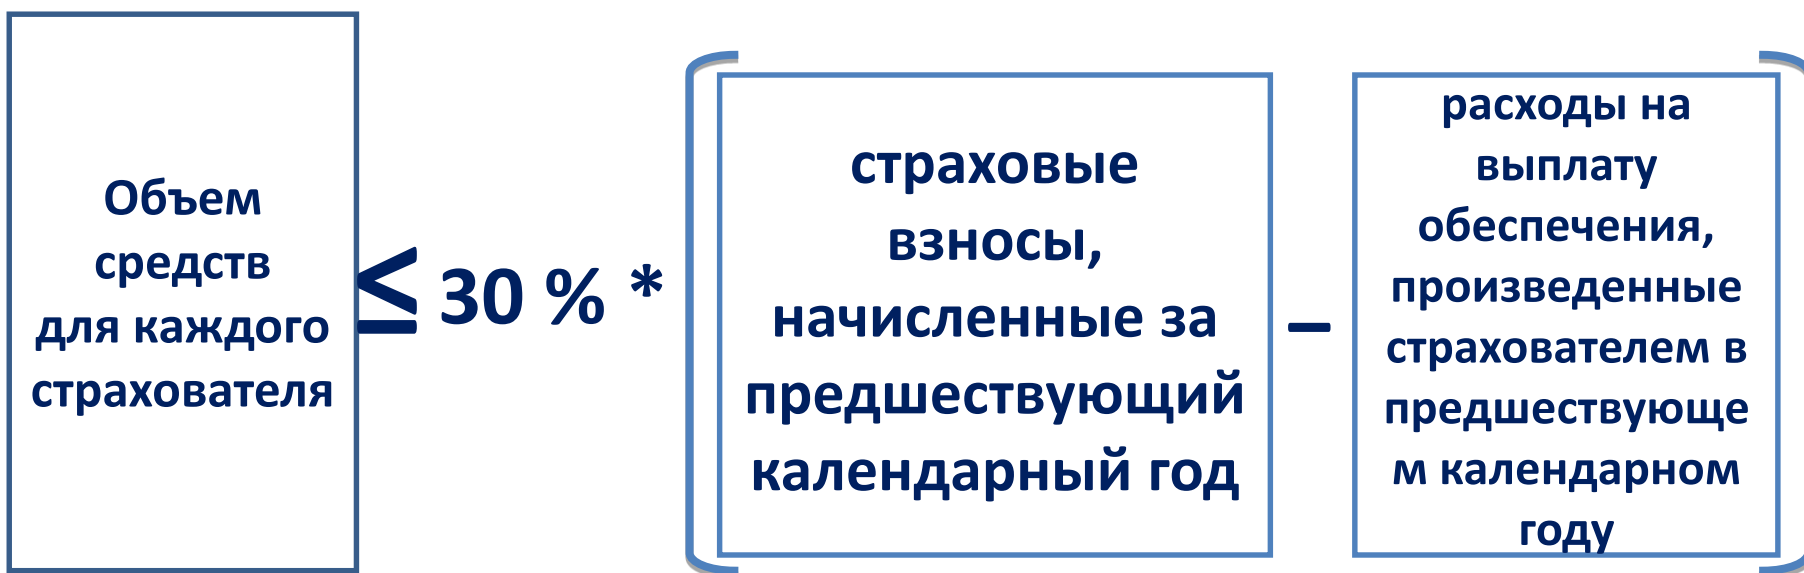 Объем
средств
для каждого
страхователя
≤ 30 % *
страховые
взносы,
начисленные за
предшествующий
календарный год
–
расходы на
выплату
обеспечения,
произведенные
страхователем в
предшествующе
м календарном
году